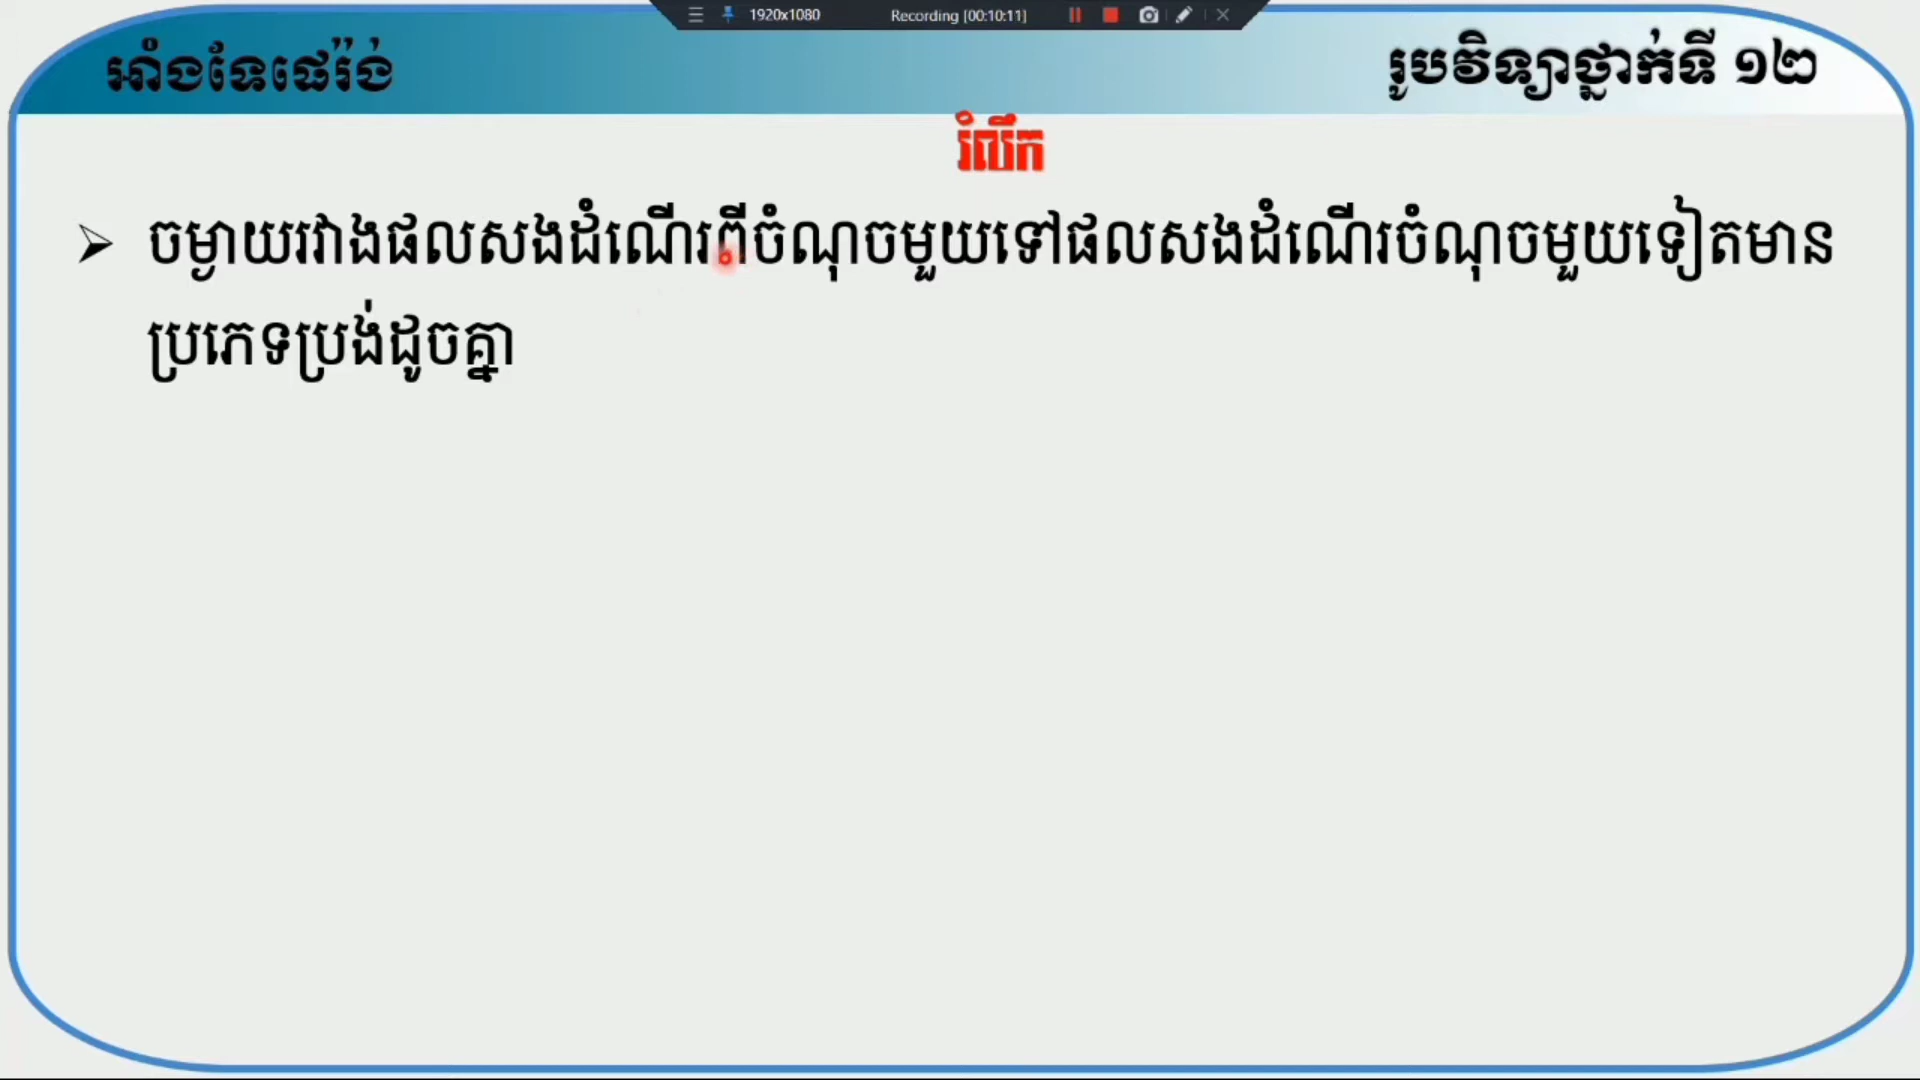 1920x1080 Recording [00:10:11]
អាំងទែផេរ៉ង់
រូបវិទ្យាថ្នាក់ទី ១២
រំលឹក
➢ ចម្ងាយរវាងផលសងដំណើរពីចំណុចមួយទៅផលសងដំណើរចំណុចមួយទៀតមាន
ប្រភេទប្រង់ដូចគ្នា